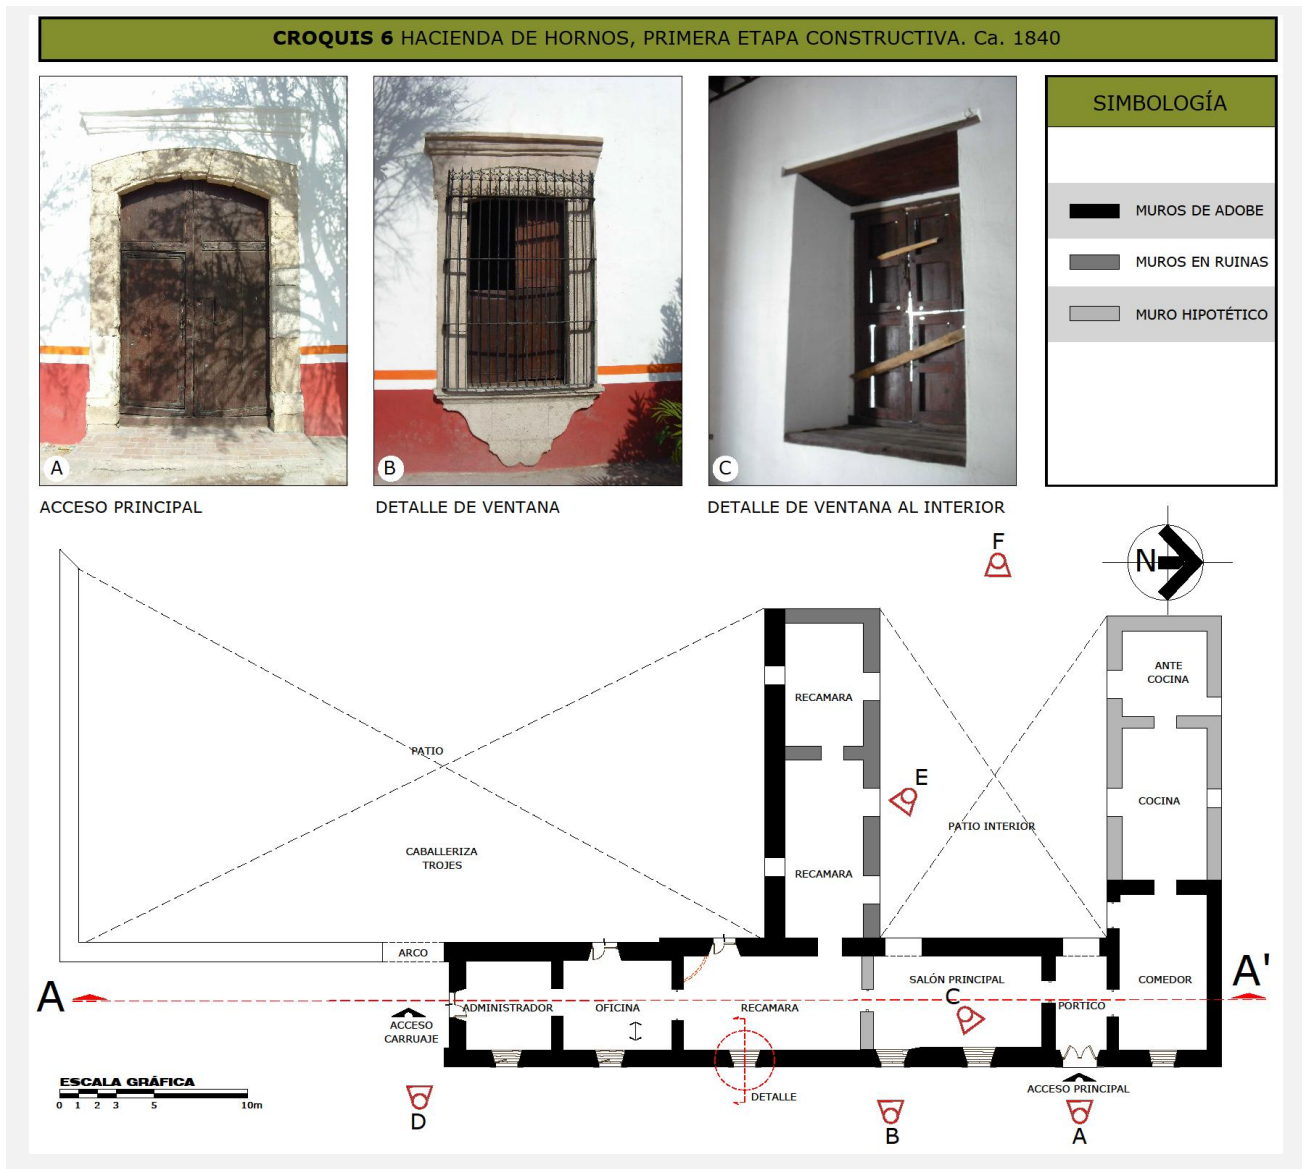 CROQUIS 6 HACIENDA DE HORNOS, PRIMERA ETAPA CONSTRUCTIVA. Ca. 1840
A
B
C
ACCESO PRINCIPAL
DETALLE DE VENTANA
DETALLE DE VENTANA AL INTERIOR
SIMBOLOGÍA
MUROS DE ADOBE
MUROS EN RUINAS
MURO HIPOTÉTICO
F
N
ANTE
COCINA
RECAMARA
PATIO
E
COCINA
PATIO INTERIOR
CABALLERIZA
TROJES
RECAMARA
ARCO
A
A'
SALÓN PRINCIPAL
COMEDOR
C
ADMINISTRADOR
OFICINA
RECAMARA
PORTICO
ACCESO
CARRUAJE
ESCALA GRÁFICA
0 1 2 3 5 10m
D
DETALLE
ACCESO PRINCIPAL
B
A